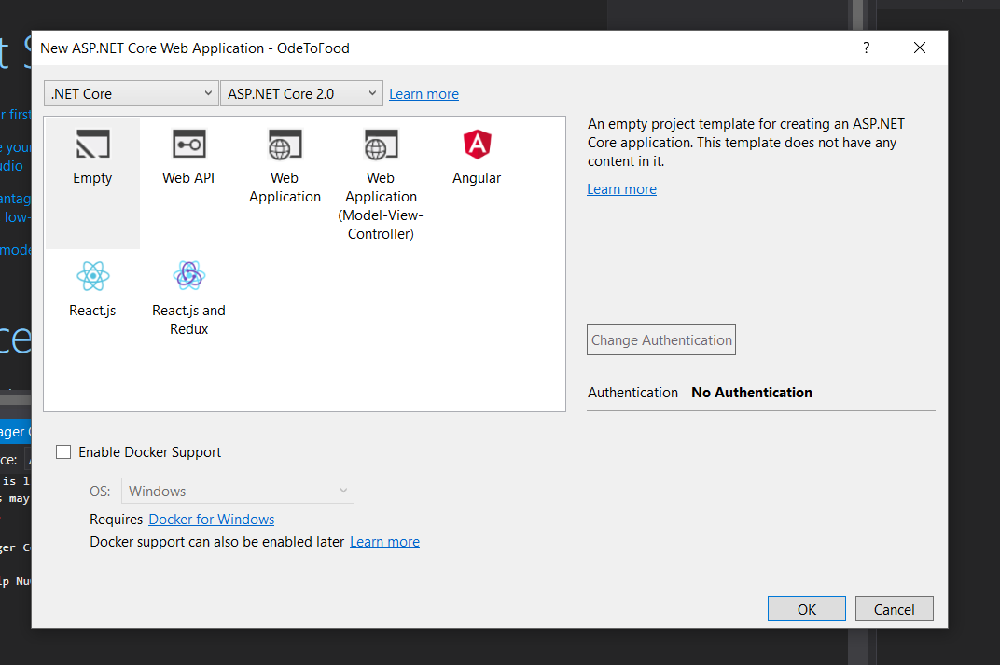 New ASP.NET Core Web Application - OdeToFood
?
.NET Core
ASP.NET Core 2.0
Learn more
Empty
Web API
Web
Application
Web
Application
(Model-View-
Controller)
Angular
React.js
React.js and
Redux
An empty project template for creating an ASP.NET
Core application. This template does not have any
content in it.
Learn more
Change Authentication
Authentication No Authentication
Enable Docker Support
OS: Windows
Requires Docker for Windows
Docker support can also be enabled later Learn more
OK
Cancel
r first
may
is